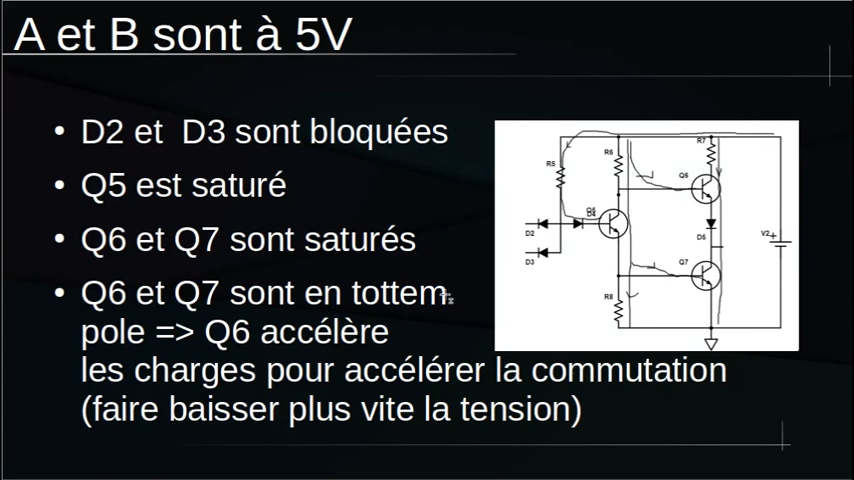 A et B sont à 5V
• D2 et D3 sont bloquées
• Q5 est saturé
• Q6 et Q7 sont saturés
• Q6 et Q7 sont en tottem
pole => Q6 accélère
les charges pour accélérer la commutation
(faire baisser plus vite la tension)
R7
R6
R5
Q6
D4
D2
D5
V2
+
D3
Q7
R8